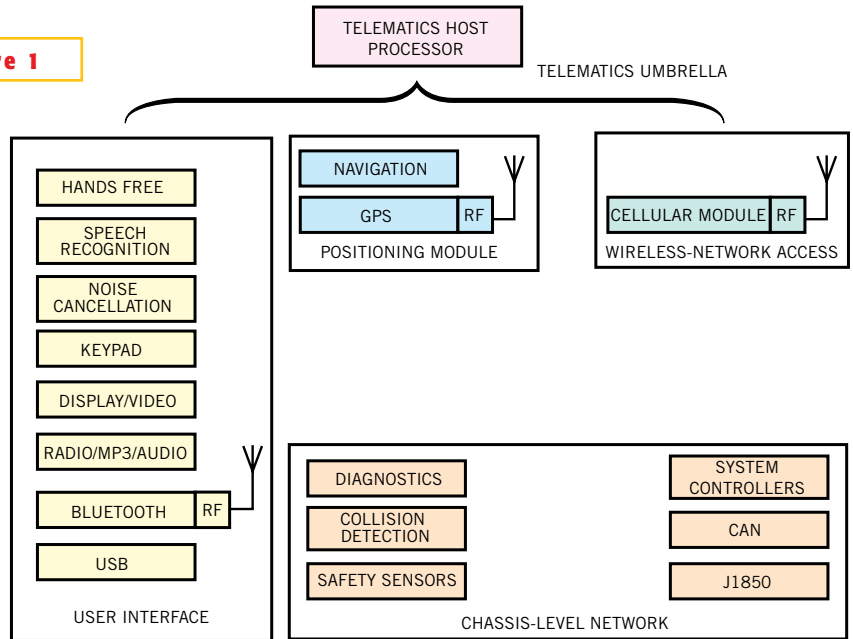 re 1
TELEMATICS HOST
PROCESSOR
TELEMATICS UMBRELLA
HANDS FREE
SPEECH
RECOGNITION
NOISE
CANCELLATION
KEYPAD
DISPLAY/VIDEO
RADIO/MP3/AUDIO
BLUETOOTH RF
USB
USER INTERFACE
NAVIGATION
GPS RF
POSITIONING MODULE
CELLULAR MODULE RF
WIRELESS-NETWORK ACCESS
DIAGNOSTICS
COLLISION
DETECTION
SAFETY SENSORS
SYSTEM
CONTROLLERS
CAN
J1850
CHASSIS-LEVEL NETWORK